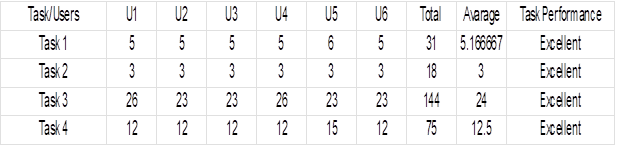 Task/Users U1 U2 U3 U4 U5 U6 Total Avarage Task Performance
Task 1 5 5 5 5 6 5 31 5.166667 Excellent
Task 2 3 3 3 3 3 3 18 3 Excellent
Task 3 26 23 23 26 23 23 144 24 Excellent
Task 4 12 12 12 12 15 12 75 12.5 Excellent